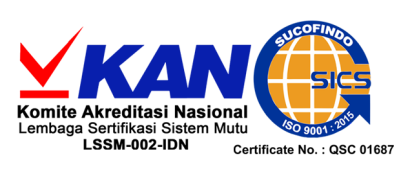 KAN
Komite Akreditasi Nasional
Lembaga Sertifikasi Sistem Mutu
LSSM-002-IDN
SUCOFINDO
SICS
ISO 9001 : 2015
Certificate No. : QSC 01687